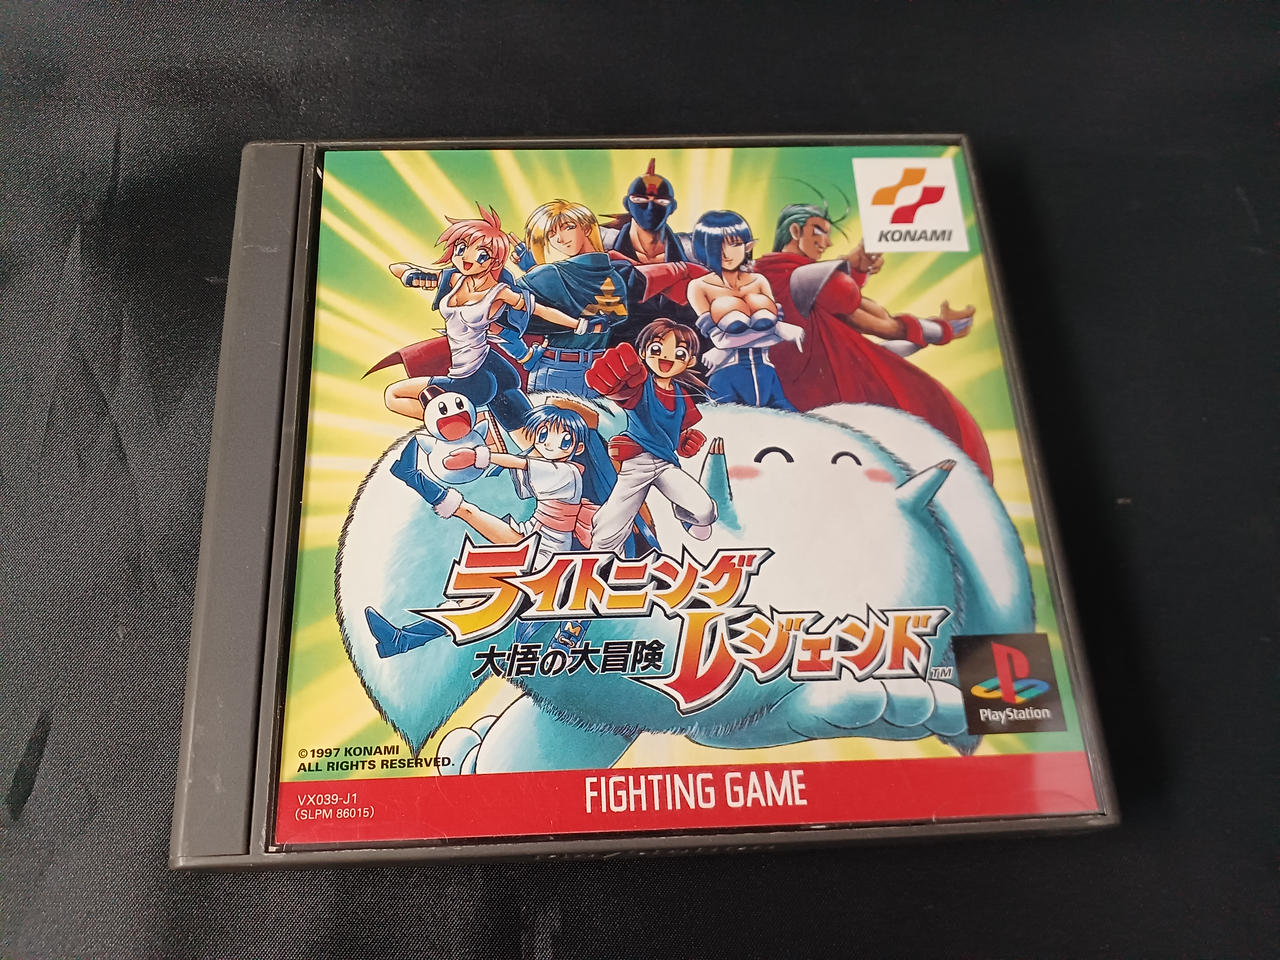 KONAMI
ライトニング
レジェンド
大悟の大冒険
TM
PlayStation
©1997 KONAMI
ALL RIGHTS RESERVED.
VX039-J1
(SLPM 86015)
FIGHTING GAME